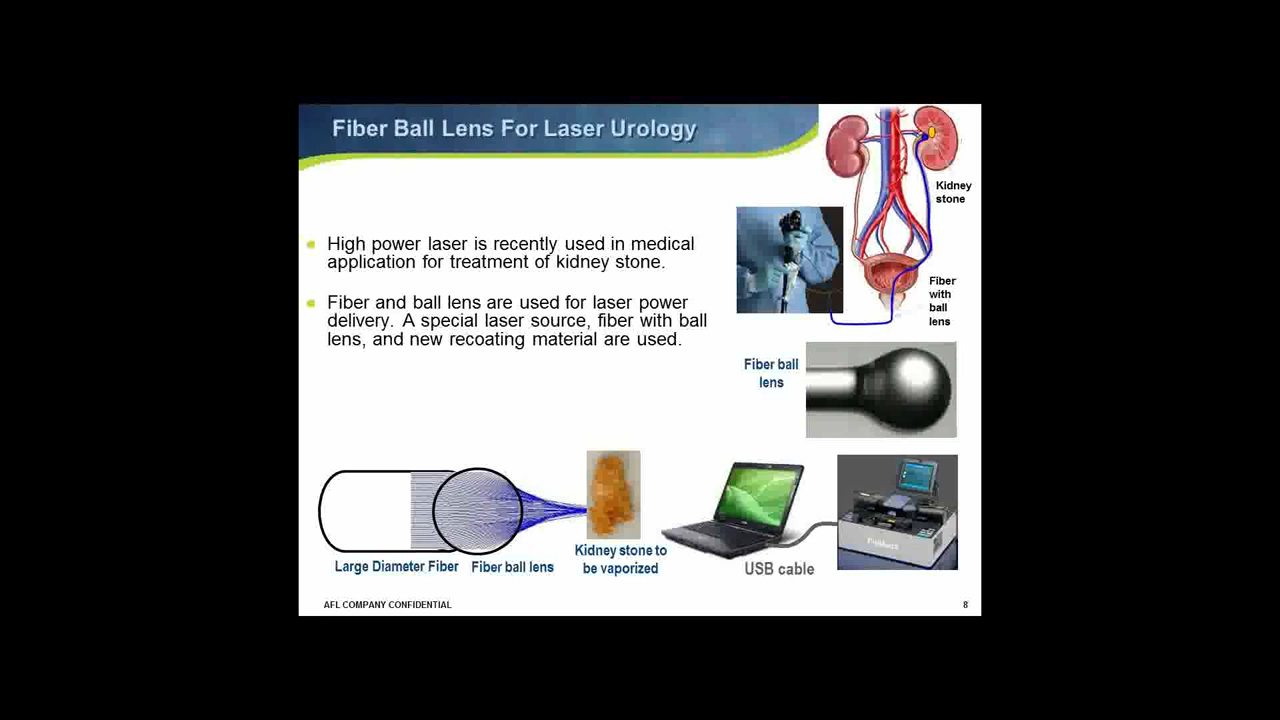 Fiber Ball Lens For Laser Urology
High power laser is recently used in medical
application for treatment of kidney stone.
Fiber and ball lens are used for laser power
delivery. A special laser source, fiber with ball
lens, and new recoating material are used.
Kidney
stone
Fiber
with
ball
lens
Fiber ball
lens
Large Diameter Fiber
Fiber ball lens
Kidney stone to
be vaporized
USB cable
AFL COMPANY CONFIDENTIAL
8